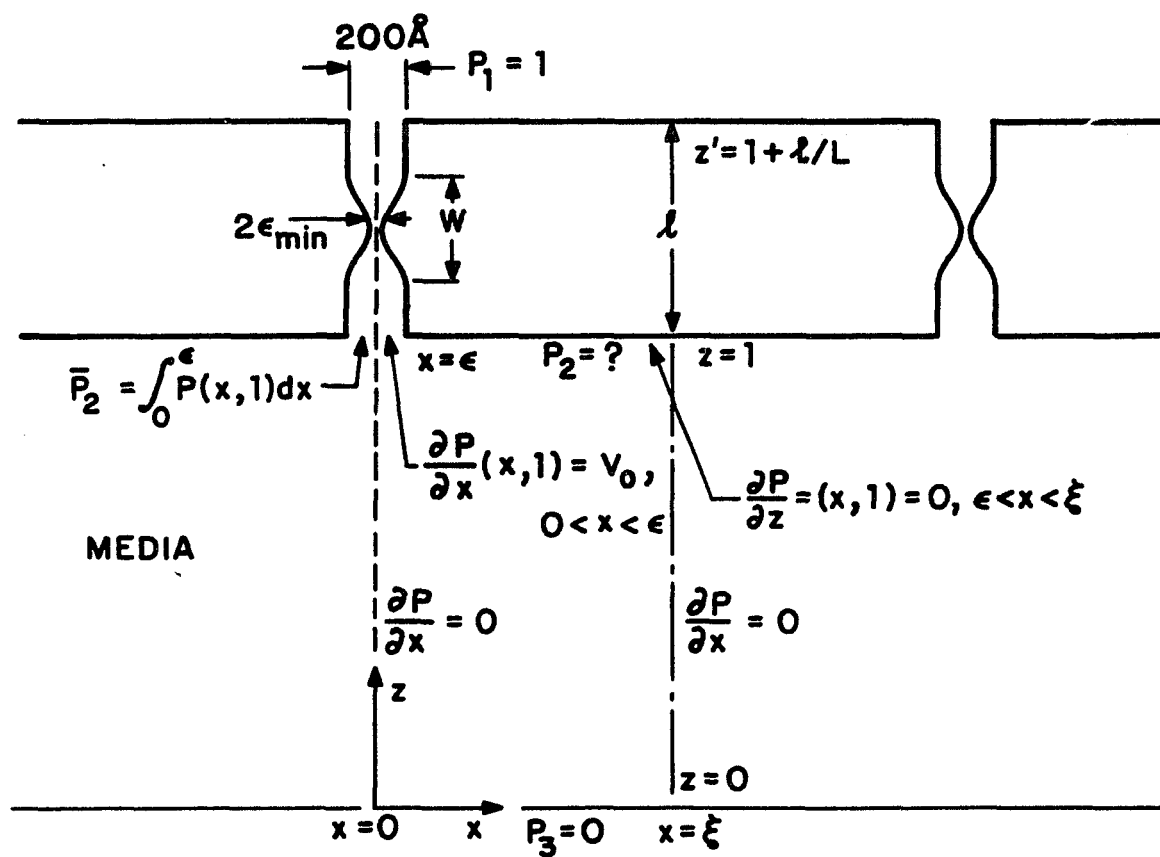 200Å
P₁ = 1
z' = 1 + ℓ/L
2ϵmin
W
ℓ
P̅₂ = ∫₀^ϵ P(x,1)dx
x=ϵ
P₂= ?
z=1
∂P/∂x (x,1) = V₀ ,
0 < x < ϵ
∂P/∂z = (x,1) = 0, ϵ<x<ξ
MEDIA
∂P/∂x = 0
∂P/∂x = 0
z
z=0
x=0
x
P₃=0
x=ξ